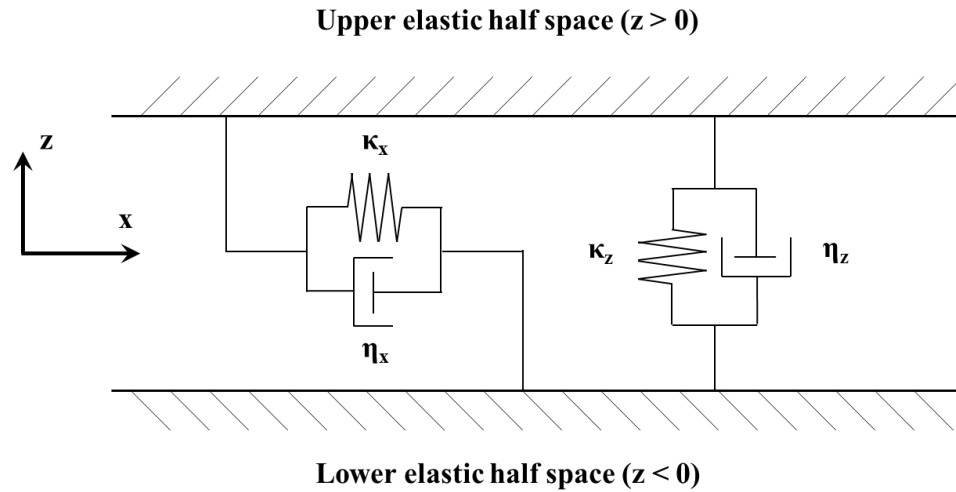 Upper elastic half space (z > 0)
z
κx
x
κz
ηz
ηx
Lower elastic half space (z < 0)